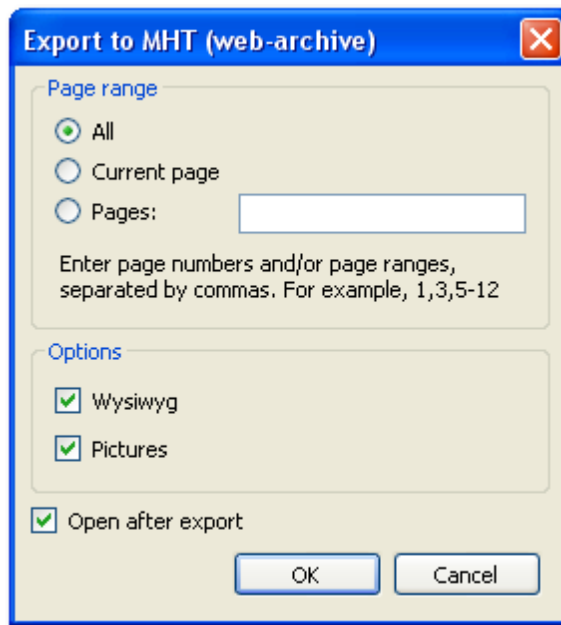 Export to MHT (web-archive)
Page range
All
Current page
Pages:
Enter page numbers and/or page ranges,
separated by commas. For example, 1,3,5-12
Options
Wysiwyg
Pictures
Open after export
OK Cancel